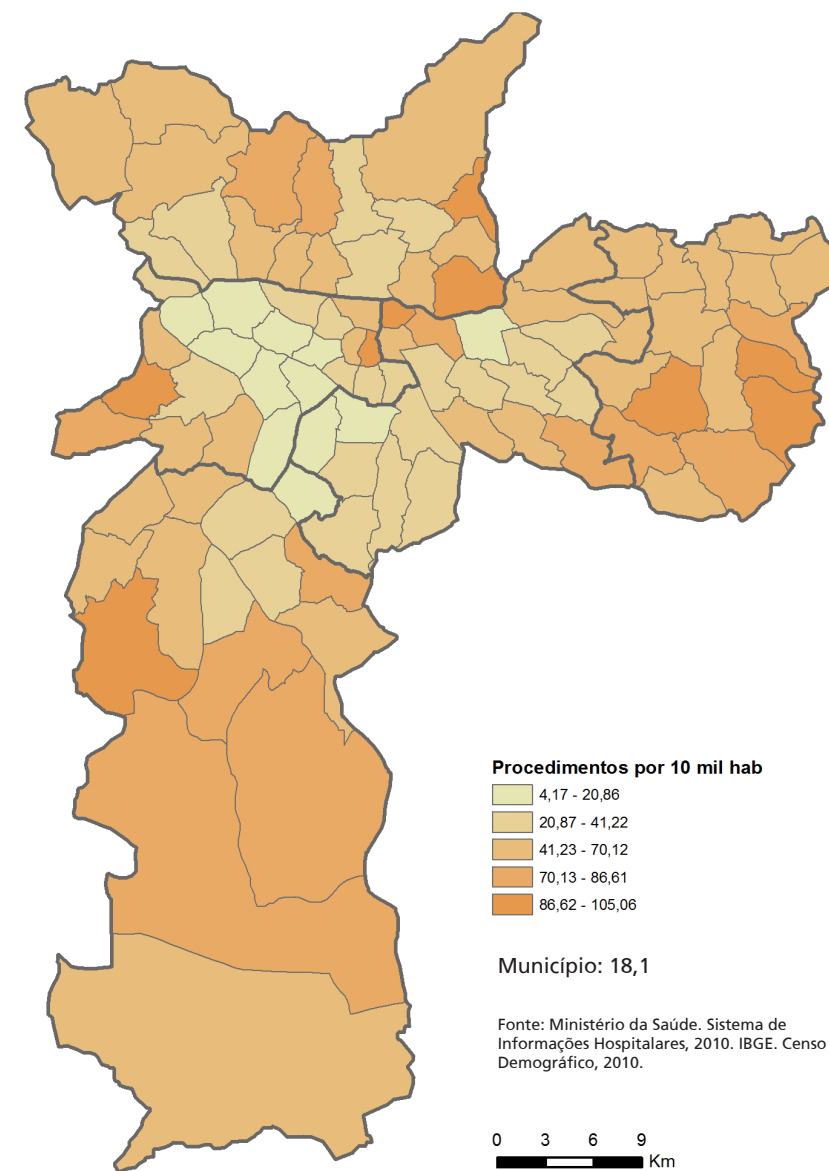 Procedimentos por 10 mil hab
4,17 - 20,86
20,87 - 41,22
41,23 - 70,12
70,13 - 86,61
86,62 - 105,06
Município: 18,1
Fonte: Ministério da Saúde. Sistema de
Informações Hospitalares, 2010. IBGE. Censo
Demográfico, 2010.
0 3 6 9
Km